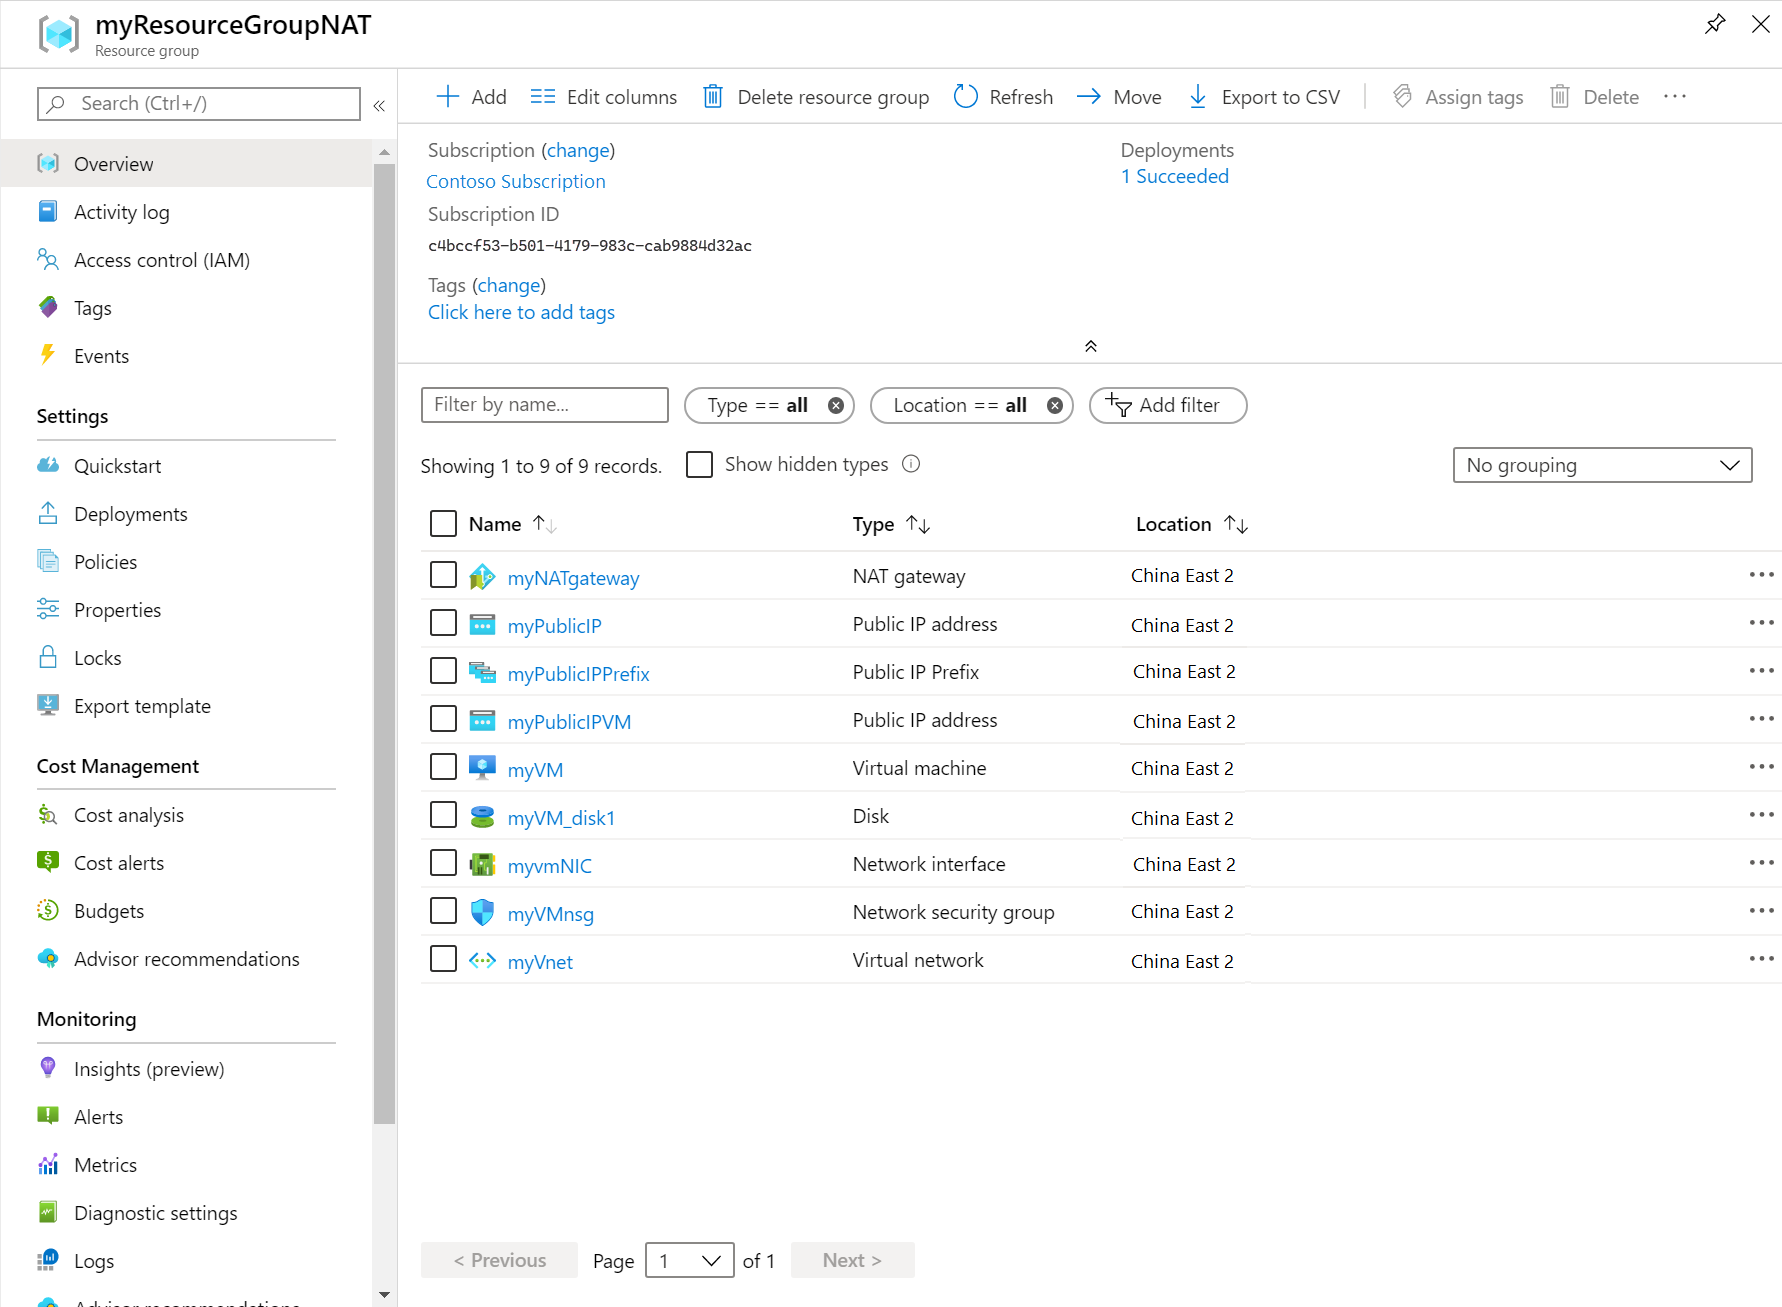 myResourceGroupNAT
Resource group
Search (Ctrl+/)
«
Overview
Activity log
Access control (IAM)
Tags
Events
Settings
Quickstart
Deployments
Policies
Properties
Locks
Export template
Cost Management
Cost analysis
Cost alerts
Budgets
Advisor recommendations
Monitoring
Insights (preview)
Alerts
Metrics
Diagnostic settings
Logs
Advisor recommendations
Add Edit columns Delete resource group Refresh Move Export to CSV Assign tags Delete ...
Subscription (change)
Contoso Subscription
Subscription ID
c4bccf53-b501-4179-983c-cab9884d32ac
Tags (change)
Click here to add tags
Deployments
1 Succeeded
Filter by name... Type == all Location == all Add filter
Showing 1 to 9 of 9 records. Show hidden types No grouping
Name Type Location
myNATgateway NAT gateway China East 2 ...
myPublicIP Public IP address China East 2 ...
myPublicIPPrefix Public IP Prefix China East 2 ...
myPublicIPVM Public IP address China East 2 ...
myVM Virtual machine China East 2 ...
myVM_disk1 Disk China East 2 ...
myvmNIC Network interface China East 2 ...
myVMnsg Network security group China East 2 ...
myVnet Virtual network China East 2 ...
< Previous Page 1 of 1 Next >